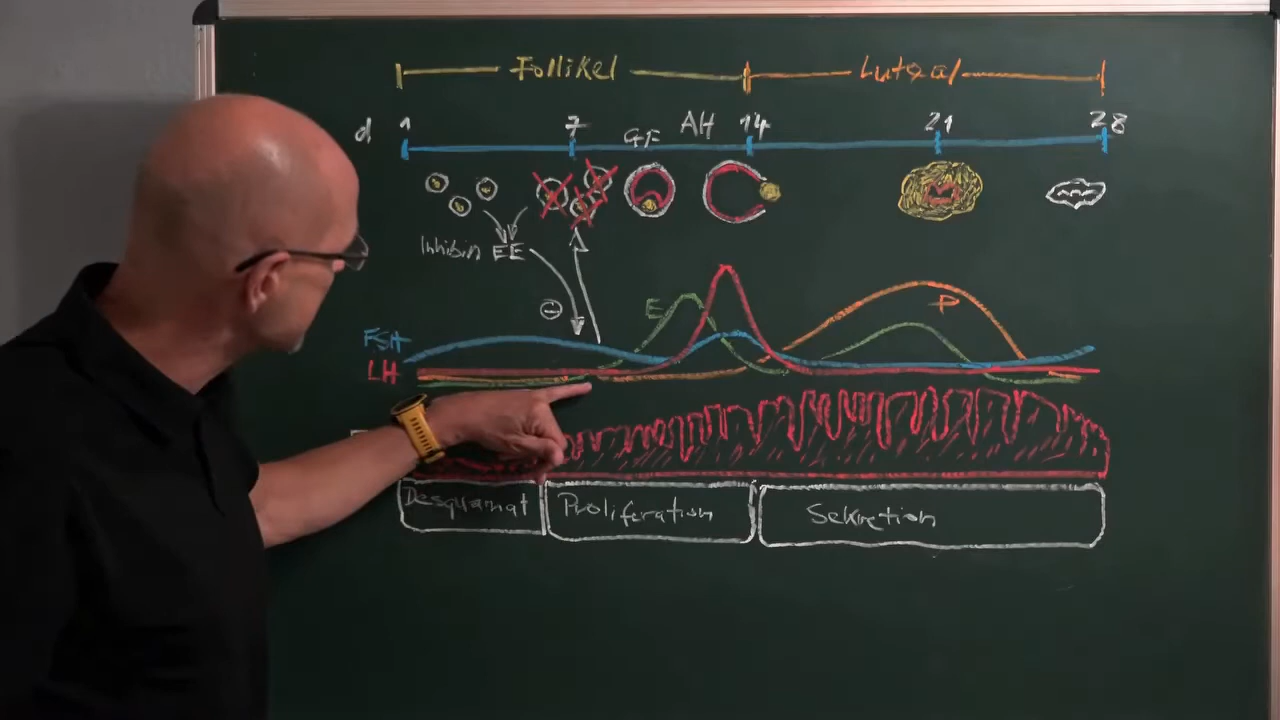 Follikel Luteal
d 1 7 14 21 28
GF AH
Inhibin EE
E P
FSH
LH
Desquamat Proliferation Sekretion